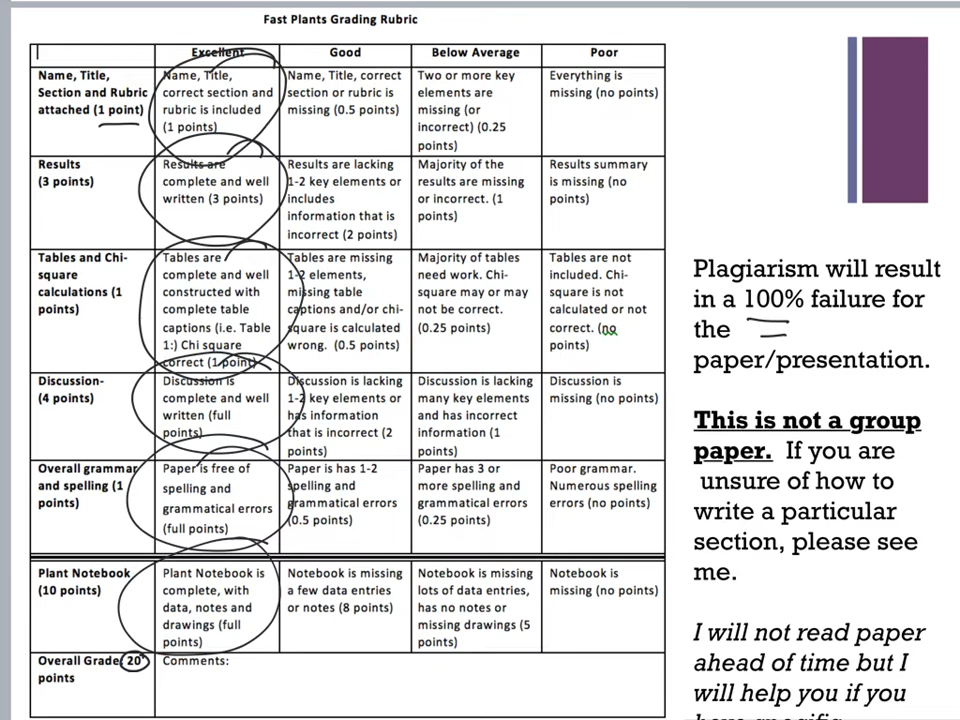 Fast Plants Grading Rubric
Excellent Good Below Average Poor
Name, Title,
Section and Rubric
attached (1 point)
Name, Title,
correct section and
rubric is included
(1 points)
Name, Title, correct
section or rubric is
missing (0.5 points)
Two or more key
elements are
missing (or
incorrect) (0.25
points)
Everything is
missing (no points)
Results
(3 points)
Results are
complete and well
written (3 points)
Results are lacking
1-2 key elements or
includes
information that is
incorrect (2 points)
Majority of the
results are missing
or incorrect. (1
points)
Results summary
is missing (no
points)
Tables and Chi-
square
calculations (1
points)
Tables are
complete and well
constructed with
complete table
captions (i.e. Table
1:) Chi square
correct (1 point)
Tables are missing
1-2 elements,
missing table
captions and/or chi-
square is calculated
wrong. (0.5 points)
Majority of tables
need work. Chi-
square may or may
not be correct.
(0.25 points)
Tables are not
included. Chi-
square is not
calculated or not
correct. (no
points)
Discussion-
(4 points)
Discussion is
complete and well
written (full
points)
Discussion is lacking
1-2 key elements or
has information
that is incorrect (2
points)
Discussion is lacking
many key elements
and has incorrect
information (1
points)
Discussion is
missing (no points)
Overall grammar
and spelling (1
points)
Paper is free of
spelling and
grammatical errors
(full points)
Paper is has 1-2
spelling and
grammatical errors
(0.5 points)
Paper has 3 or
more spelling and
grammatical errors
(0.25 points)
Poor grammar.
Numerous spelling
errors (no points)
Plant Notebook
(10 points)
Plant Notebook is
complete, with
data, notes and
drawings (full
points)
Notebook is missing
a few data entries
or notes (8 points)
Notebook is missing
lots of data entries,
has no notes or
missing drawings (5
points)
Notebook is
missing (no points)
Overall Grade: 20
points
Comments:
Plagiarism will result
in a 100% failure for
the
paper/presentation.
This is not a group
paper. If you are
unsure of how to
write a particular
section, please see
me.
I will not read paper
ahead of time but I
will help you if you
have specific